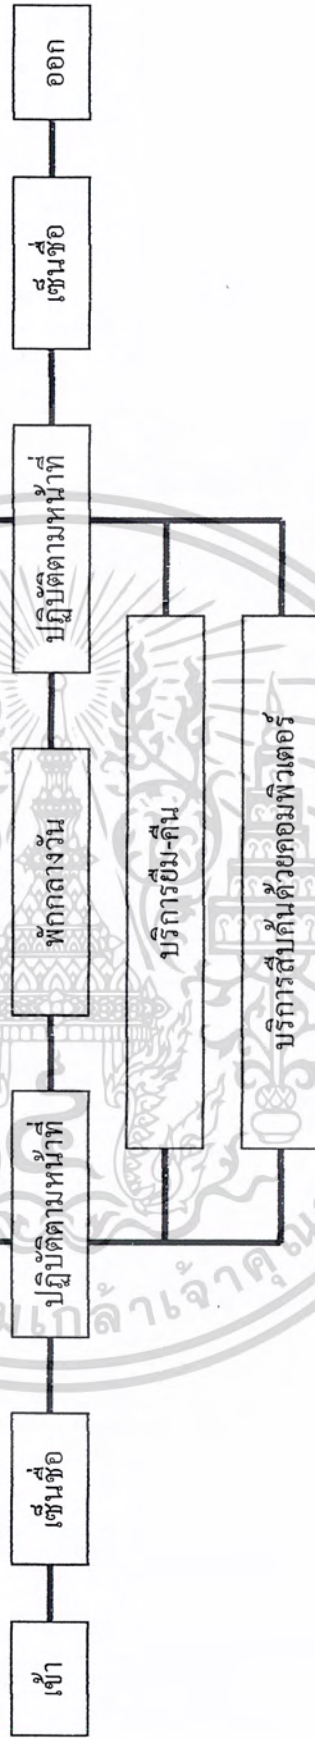 เข้า
เซ็นชื่อ
ปฏิบัติตามหน้าที่
พักกลางวัน
ปฏิบัติตามหน้าที่
เซ็นชื่อ
ออก
บริการยืม-คืน
บริการสืบค้นด้วยคอมพิวเตอร์